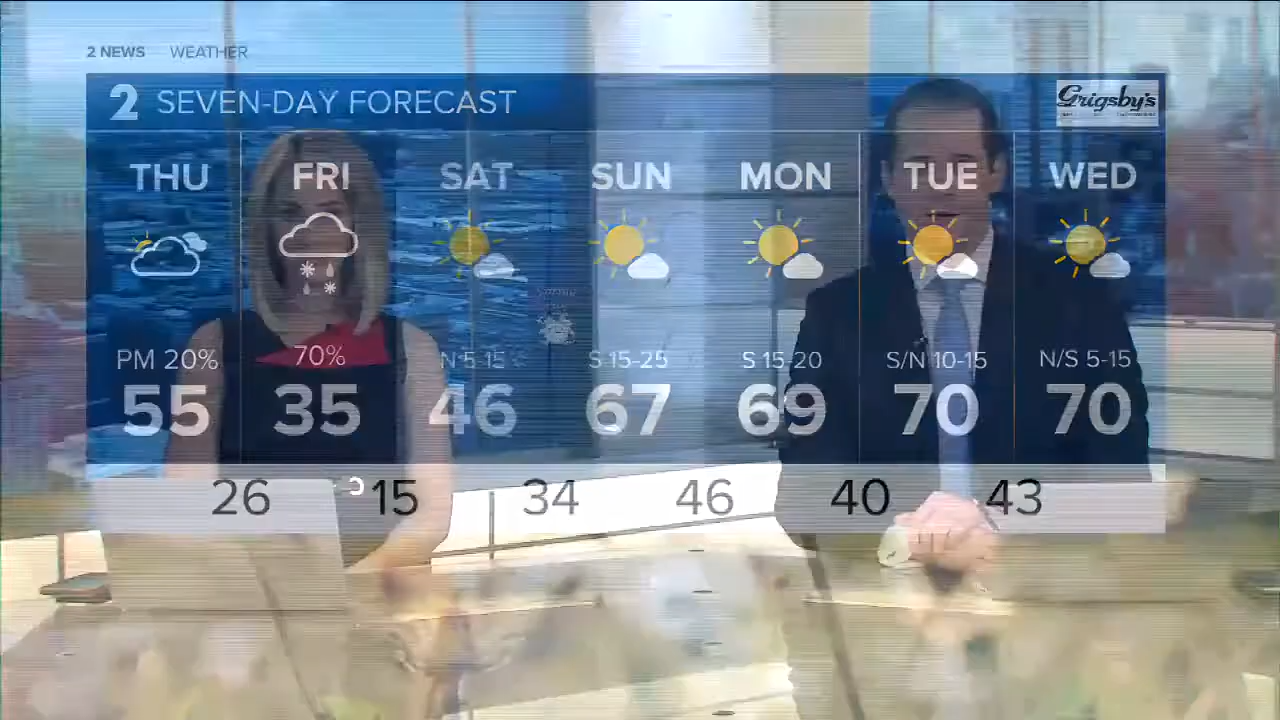 2 NEWS WEATHER
2 SEVEN-DAY FORECAST
Grigsby's
THU FRI SAT SUN MON TUE WED
PM 20% 70% N 5-15 S 15-25 S 15-20 S/N 10-15 N/S 5-15
55 35 46 67 69 70 70
26 15 34 46 40 43